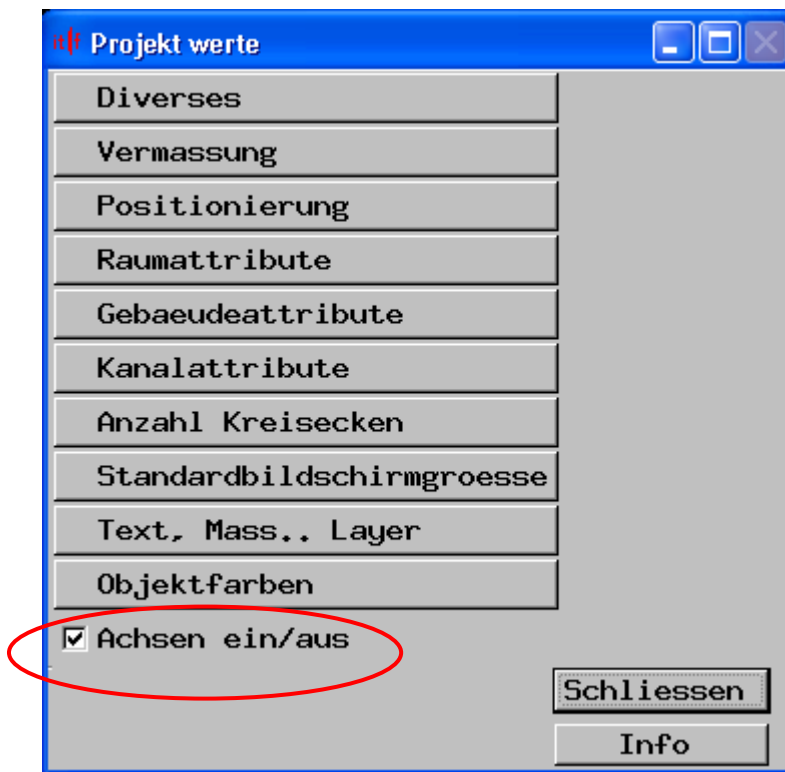 Projekt werte
Diverses
Vermassung
Positionierung
Raumattribute
Gebaeudeattribute
Kanalattribute
Anzahl Kreisecken
Standardbildschirmgroesse
Text, Mass.. Layer
Objektfarben
Achsen ein/aus
Schliessen
Info